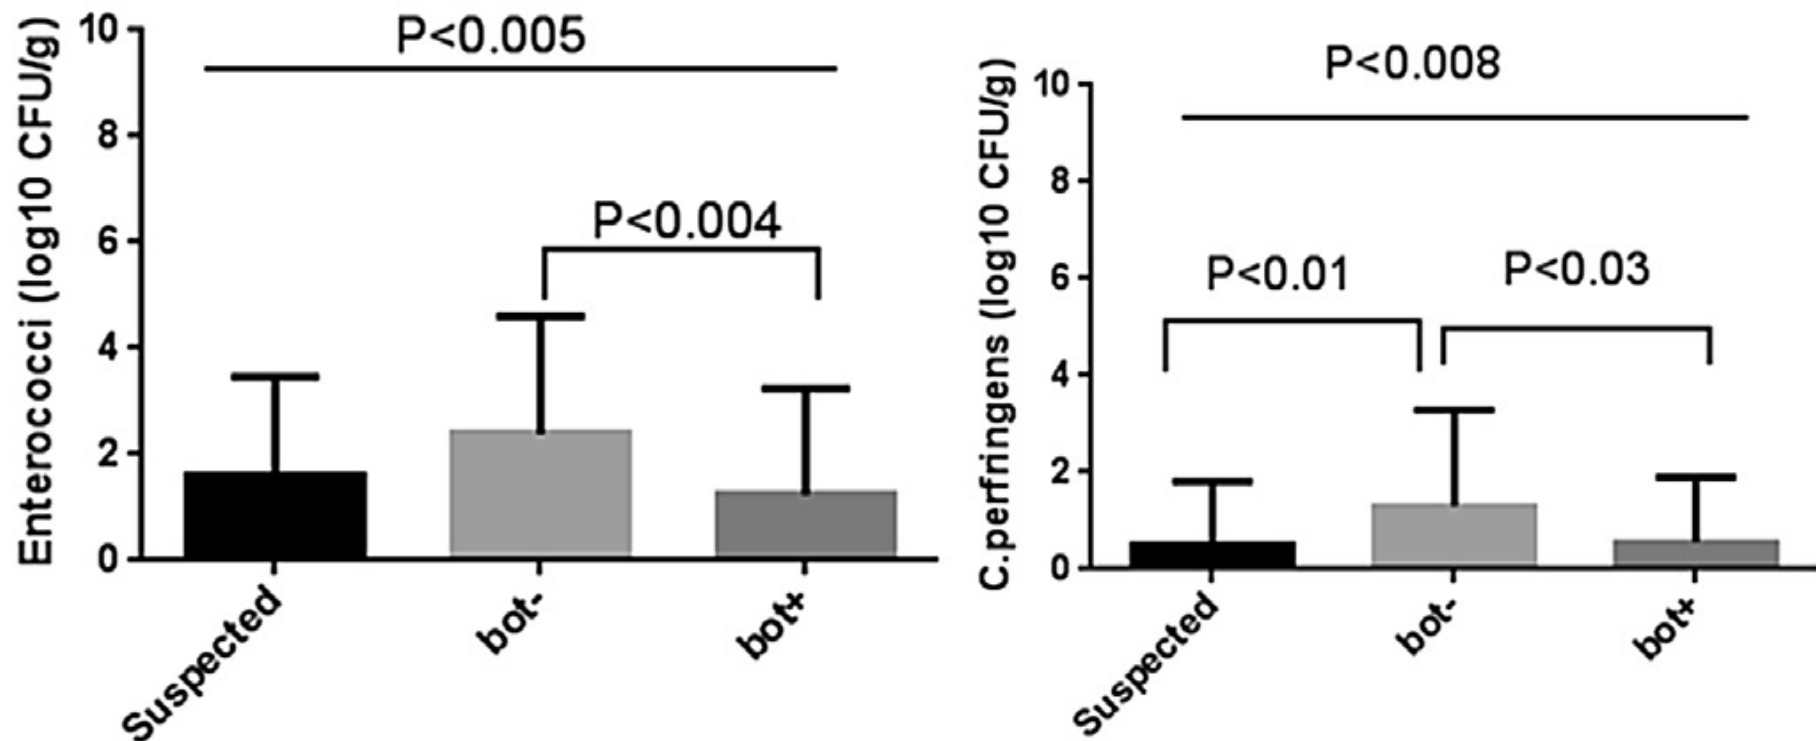 Enterococci (log10 CFU/g)
10
8
6
4
2
0
P<0.005
P<0.004
Suspected
bot-
bot+
C.perfringens (log10 CFU/g)
10
8
6
4
2
0
P<0.008
P<0.01
P<0.03
Suspected
bot-
bot+